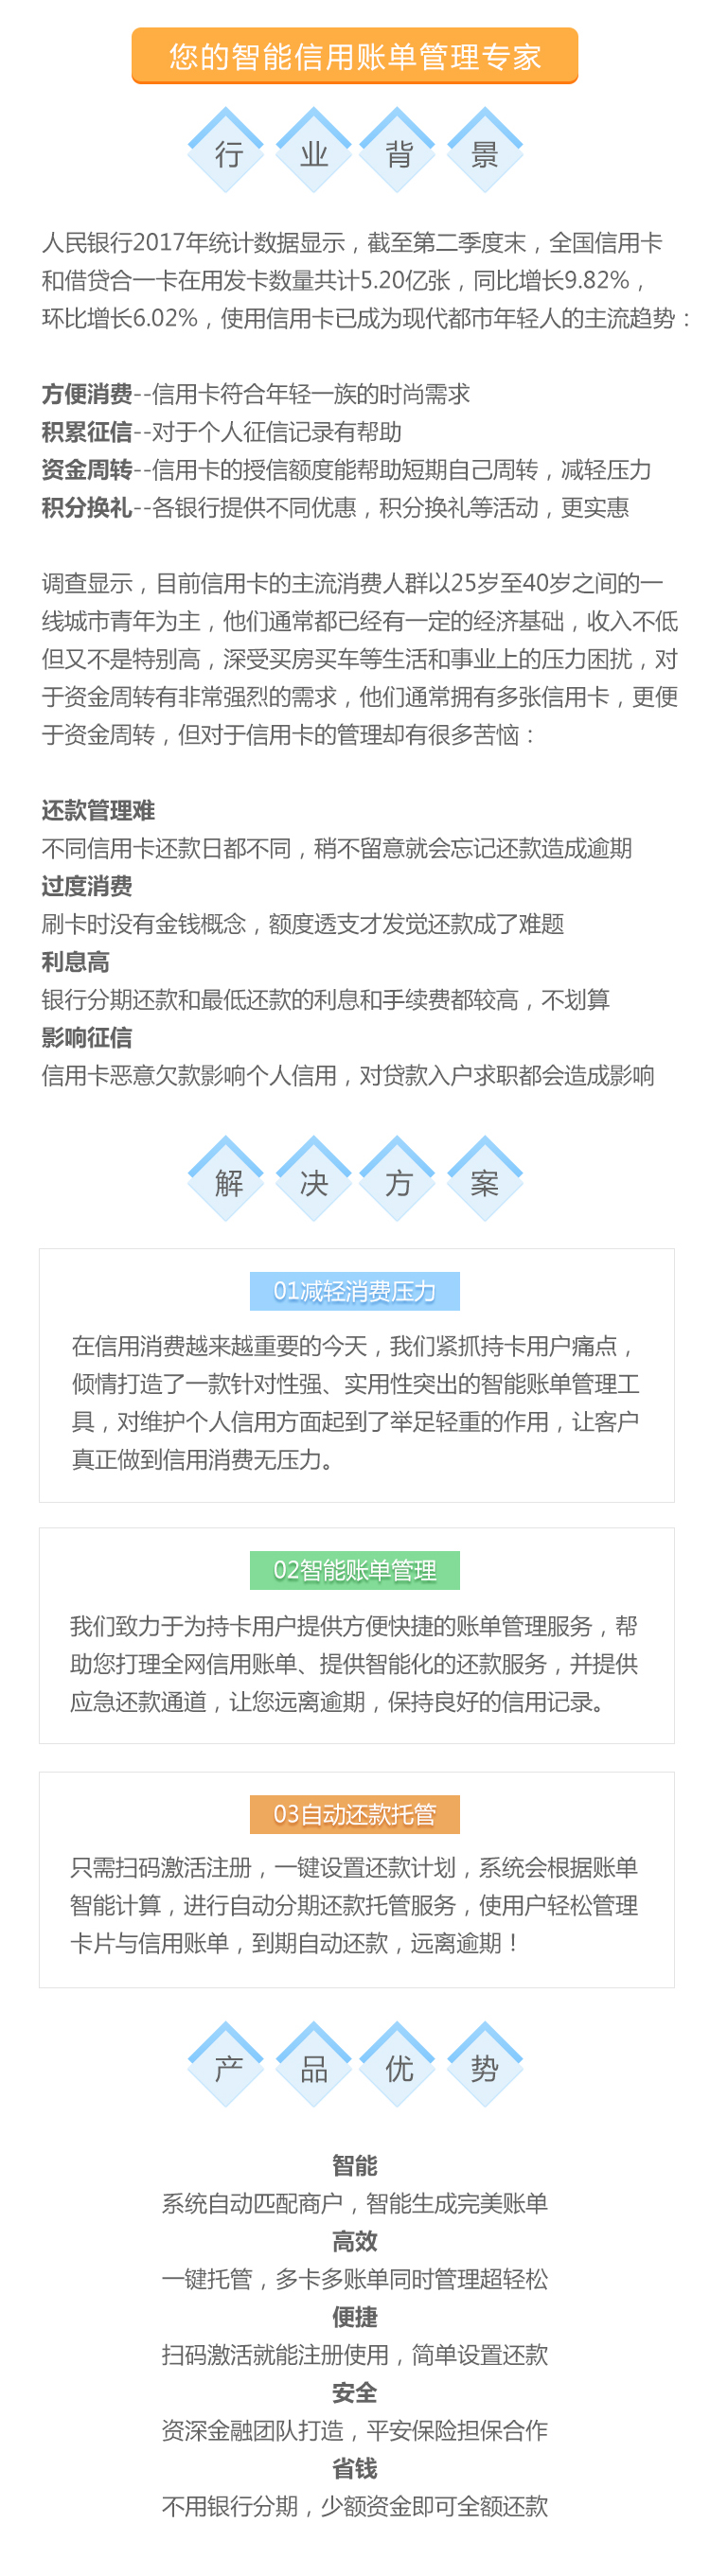 您的智能信用账单管理专家
行业背景
人民银行2017年统计数据显示，截至第二季度末，全国信用卡
和借贷合一卡在用发卡数量共计5.20亿张，同比增长9.82%，
环比增长6.02%，使用信用卡已成为现代都市年轻人的主流趋势：
方便消费--信用卡符合年轻一族的时尚需求
积累征信--对于个人征信记录有帮助
资金周转--信用卡的授信额度能帮助短期自己周转，减轻压力
积分换礼--各银行提供不同优惠，积分换礼等活动，更实惠
调查显示，目前信用卡的主流消费人群以25岁至40岁之间的一
线城市青年为主，他们通常都已经有一定的经济基础，收入不低
但又不是特别高，深受买房买车等生活和事业上的压力困扰，对
于资金周转有非常强烈的需求，他们通常拥有多张信用卡，更便
于资金周转，但对于信用卡的管理却有很多苦恼：
还款管理难
不同信用卡还款日都不同，稍不留意就会忘记还款造成逾期
过度消费
刷卡时没有金钱概念，额度透支才发觉还款成了难题
利息高
银行分期还款和最低还款的利息和手续费都较高，不划算
影响征信
信用卡恶意欠款影响个人信用，对贷款入户求职都会造成影响
解决方案
01减轻消费压力
在信用消费越来越重要的今天，我们紧抓持卡用户痛点，
倾情打造了一款针对性强、实用性突出的智能账单管理工
具，对维护个人信用方面起到了举足轻重的作用，让客户
真正做到信用消费无压力。
02智能账单管理
我们致力于为持卡用户提供方便快捷的账单管理服务，帮
助您打理全网信用账单、提供智能化的还款服务，并提供
应急还款通道，让您远离逾期，保持良好的信用记录。
03自动还款托管
只需扫码激活注册，一键设置还款计划，系统会根据账单
智能计算，进行自动分期还款托管服务，使用户轻松管理
卡片与信用账单，到期自动还款，远离逾期！
产品优势
智能
系统自动匹配商户，智能生成完美账单
高效
一键托管，多卡多账单同时管理超轻松
便捷
扫码激活就能注册使用，简单设置还款
安全
资深金融团队打造，平安保险担保合作
省钱
不用银行分期，少额资金即可全额还款